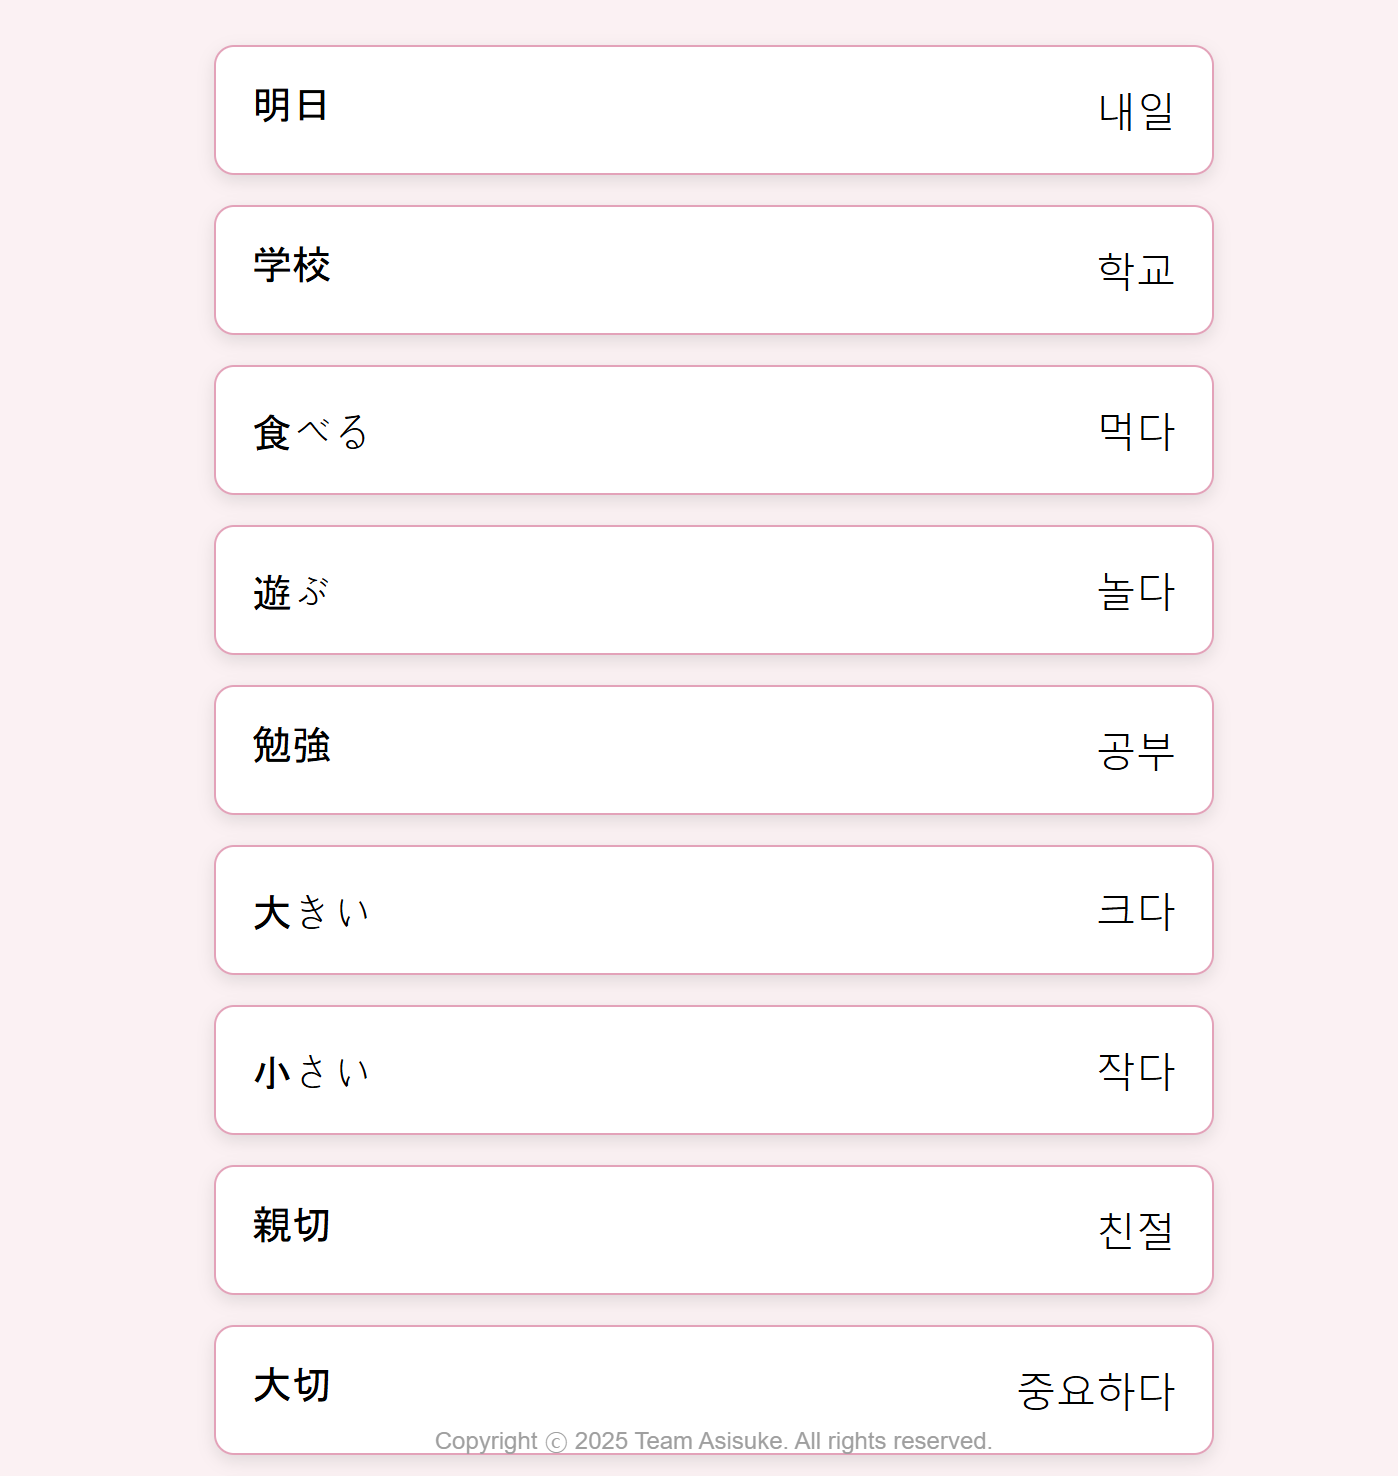 明日 내일
学校 학교
食べる 먹다
遊ぶ 놀다
勉強 공부
大きい 크다
小さい 작다
親切 친절
大切 중요하다
Copyright ⓒ 2025 Team Asisuke. All rights reserved.